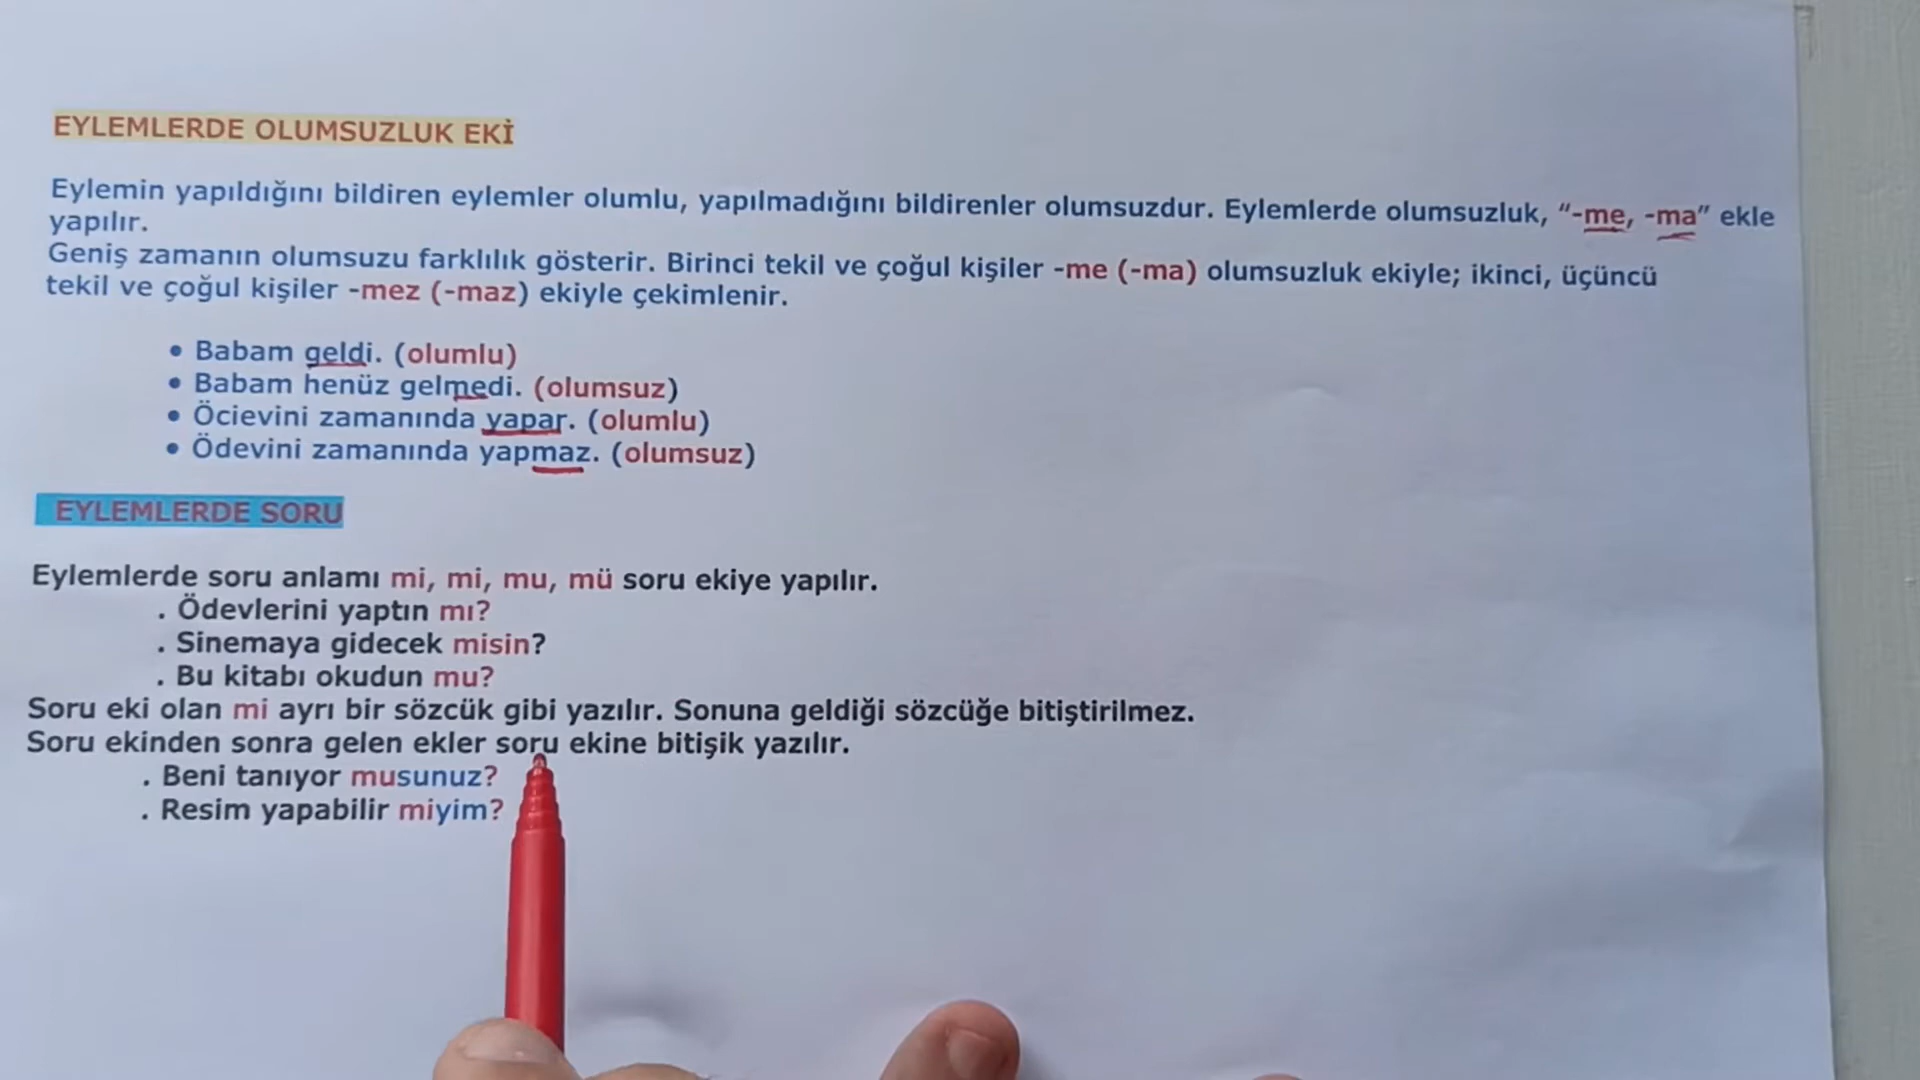 EYLEMLERDE OLUMSUZLUK EKİ
Eylemin yapıldığını bildiren eylemler olumlu, yapılmadığını bildirenler olumsuzdur. Eylemlerde olumsuzluk, “-me, -ma” ekle
yapılır.
Geniş zamanın olumsuzu farklılık gösterir. Birinci tekil ve çoğul kişiler -me (-ma) olumsuzluk ekiyle; ikinci, üçüncü
tekil ve çoğul kişiler -mez (-maz) ekiyle çekimlenir.
• Babam geldi. (olumlu)
• Babam henüz gelmedi. (olumsuz)
• Öcievini zamanında yapar. (olumlu)
• Ödevini zamanında yapmaz. (olumsuz)
EYLEMLERDE SORU
Eylemlerde soru anlamı mi, mi, mu, mü soru ekiye yapılır.
. Ödevlerini yaptın mı?
. Sinemaya gidecek misin?
. Bu kitabı okudun mu?
Soru eki olan mi ayrı bir sözcük gibi yazılır. Sonuna geldiği sözcüğe bitiştirilmez.
Soru ekinden sonra gelen ekler soru ekine bitişik yazılır.
. Beni tanıyor musunuz?
. Resim yapabilir miyim?